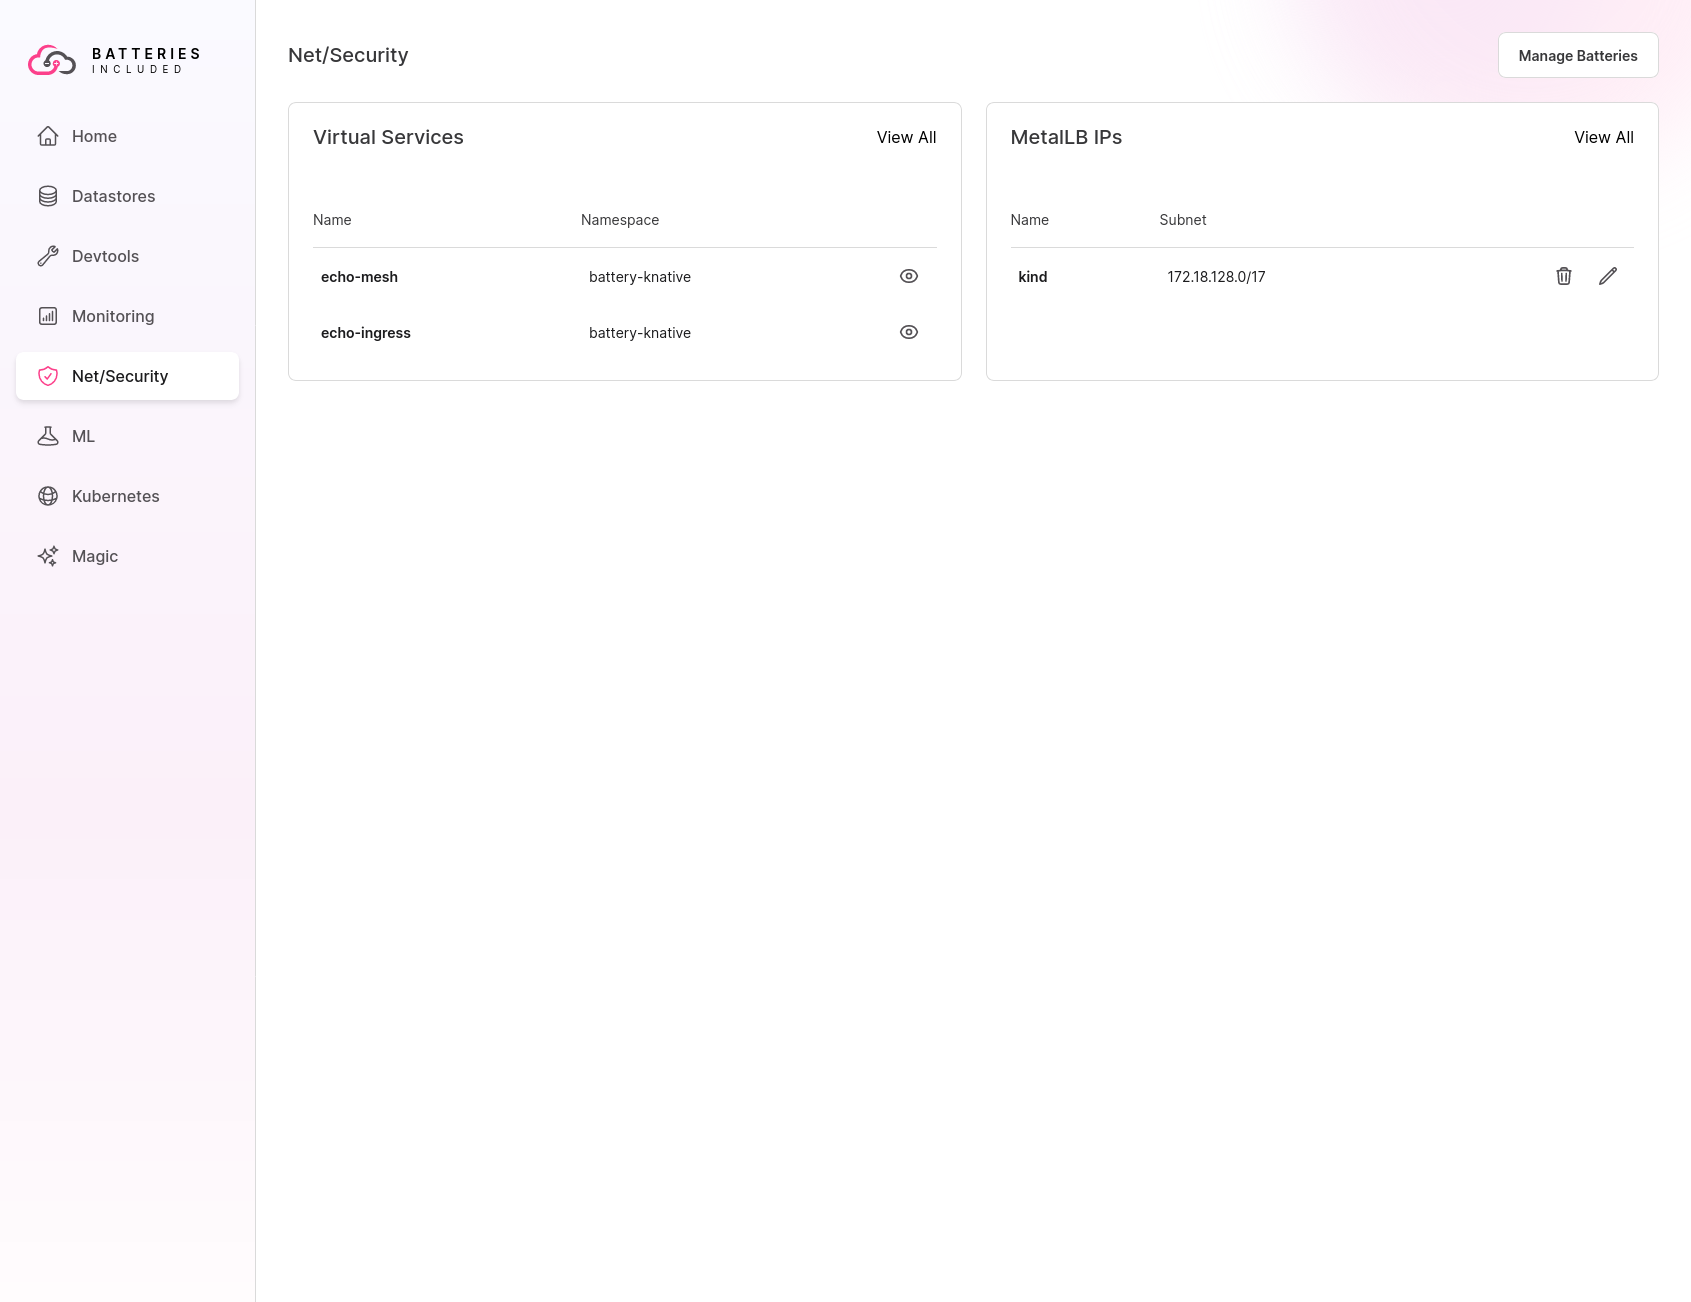 BATTERIES
INCLUDED
Home
Datastores
Devtools
Monitoring
Net/Security
ML
Kubernetes
Magic
Net/Security
Manage Batteries
Virtual Services
View All
Name
Namespace
echo-mesh
battery-knative
echo-ingress
battery-knative
MetalLB IPs
View All
Name
Subnet
kind
172.18.128.0/17